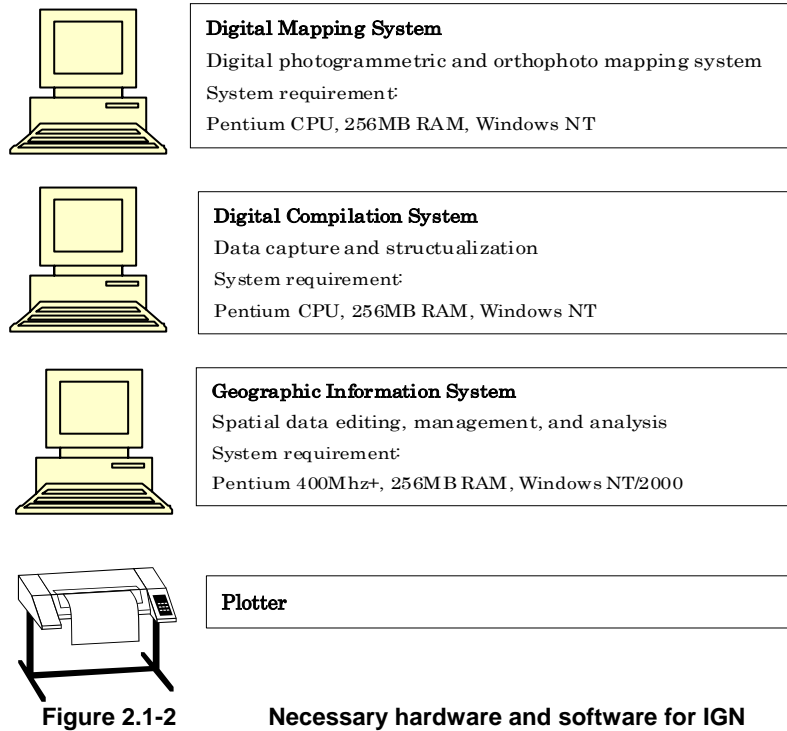 Digital Mapping System
Digital photogrammetric and orthophoto mapping system
System requirement:
Pentium CPU, 256MB RAM, Windows NT
Digital Compilation System
Data capture and structualization
System requirement:
Pentium CPU, 256MB RAM, Windows NT
Geographic Information System
Spatial data editing, management, and analysis
System requirement:
Pentium 400Mhz+, 256MB RAM, Windows NT/2000
Plotter
Figure 2.1-2 Necessary hardware and software for IGN